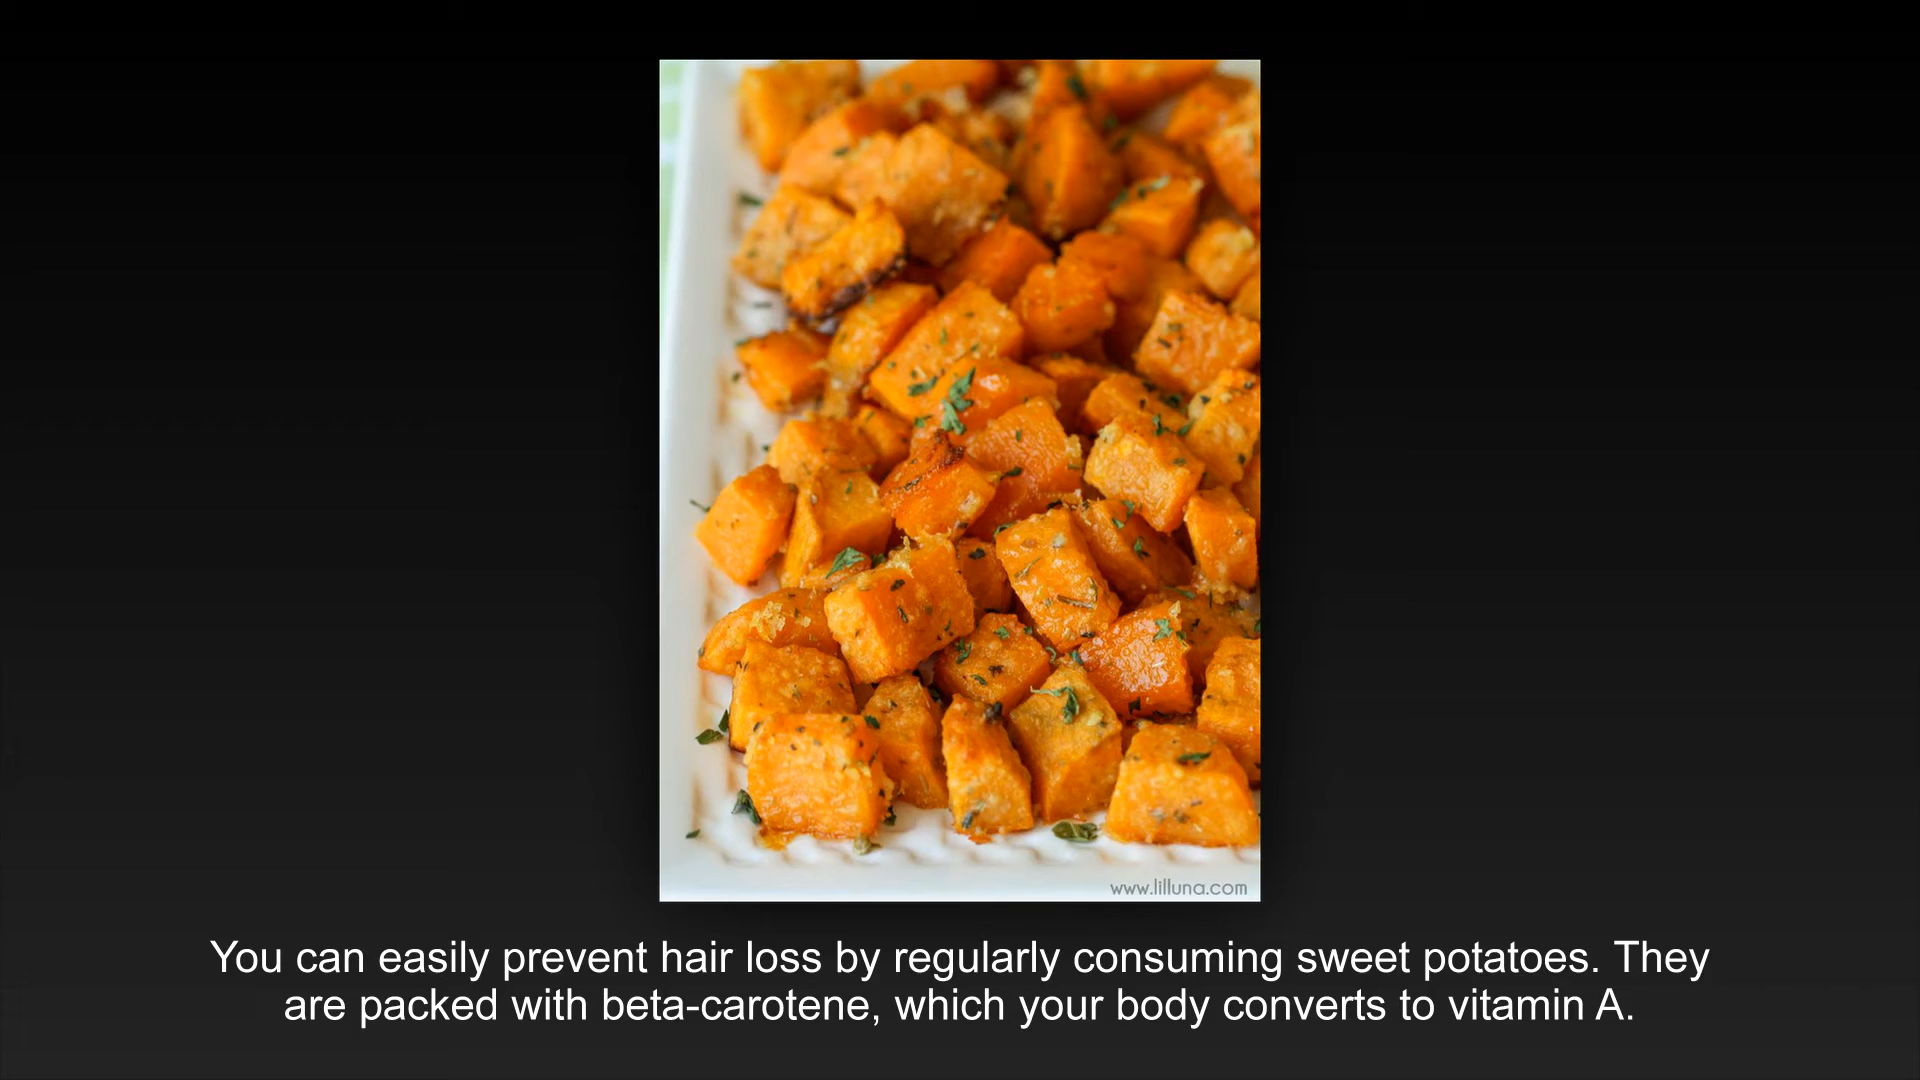 www.lilluna.com
You can easily prevent hair loss by regularly consuming sweet potatoes. They
are packed with beta-carotene, which your body converts to vitamin A.